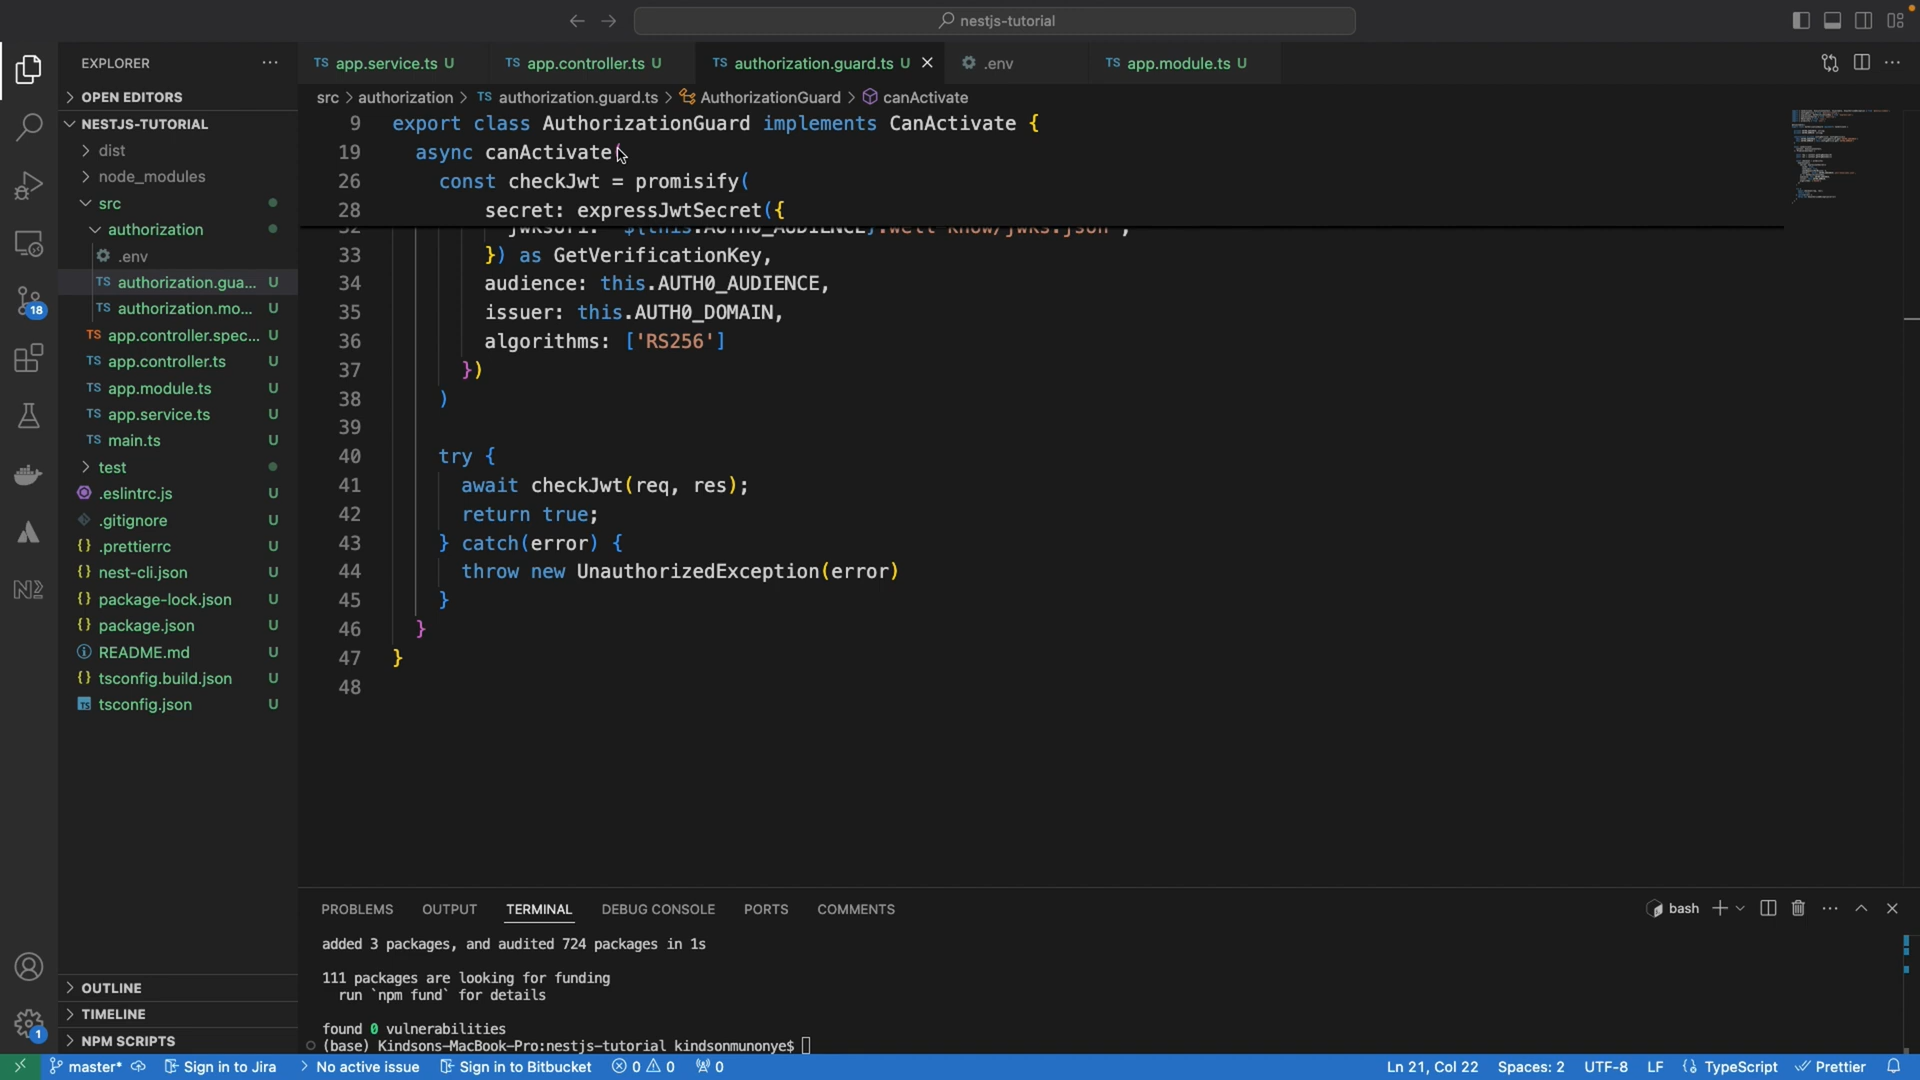 nestjs-tutorial
EXPLORER
TS app.service.ts U
TS app.controller.ts U
TS authorization.guard.ts U
.env
TS app.module.ts U
OPEN EDITORS
src > authorization > TS authorization.guard.ts > AuthorizationGuard > canActivate
NESTJS-TUTORIAL
dist
node_modules
src
authorization
.env
TS authorization.gua... U
TS authorization.mo... U
TS app.controller.spec... U
TS app.controller.ts U
TS app.module.ts U
TS app.service.ts U
TS main.ts U
test
.eslintrc.js U
.gitignore U
{} .prettierrc U
{} nest-cli.json U
{} package-lock.json U
{} package.json U
README.md U
{} tsconfig.build.json U
TS tsconfig.json U
OUTLINE
TIMELINE
NPM SCRIPTS
18
1
9 export class AuthorizationGuard implements CanActivate {
19 async canActivate(
26 const checkJwt = promisify(
28 secret: expressJwtSecret({
32 jwksUri: `${this.AUTH0_AUDIENCE}.well-know/jwks.json`,
33 }) as GetVerificationKey,
34 audience: this.AUTH0_AUDIENCE,
35 issuer: this.AUTH0_DOMAIN,
36 algorithms: ['RS256']
37 })
38 )
39
40 try {
41 await checkJwt(req, res);
42 return true;
43 } catch(error) {
44 throw new UnauthorizedException(error)
45 }
46 }
47 }
48
PROBLEMS OUTPUT TERMINAL DEBUG CONSOLE PORTS COMMENTS
bash
added 3 packages, and audited 724 packages in 1s
111 packages are looking for funding
run `npm fund` for details
found 0 vulnerabilities
(base) Kindsons-MacBook-Pro:nestjs-tutorial kindsonmunonye$
master* Sign in to Jira > No active issue Sign in to Bitbucket 0 0 0
Ln 21, Col 22 Spaces: 2 UTF-8 LF {} TypeScript Prettier